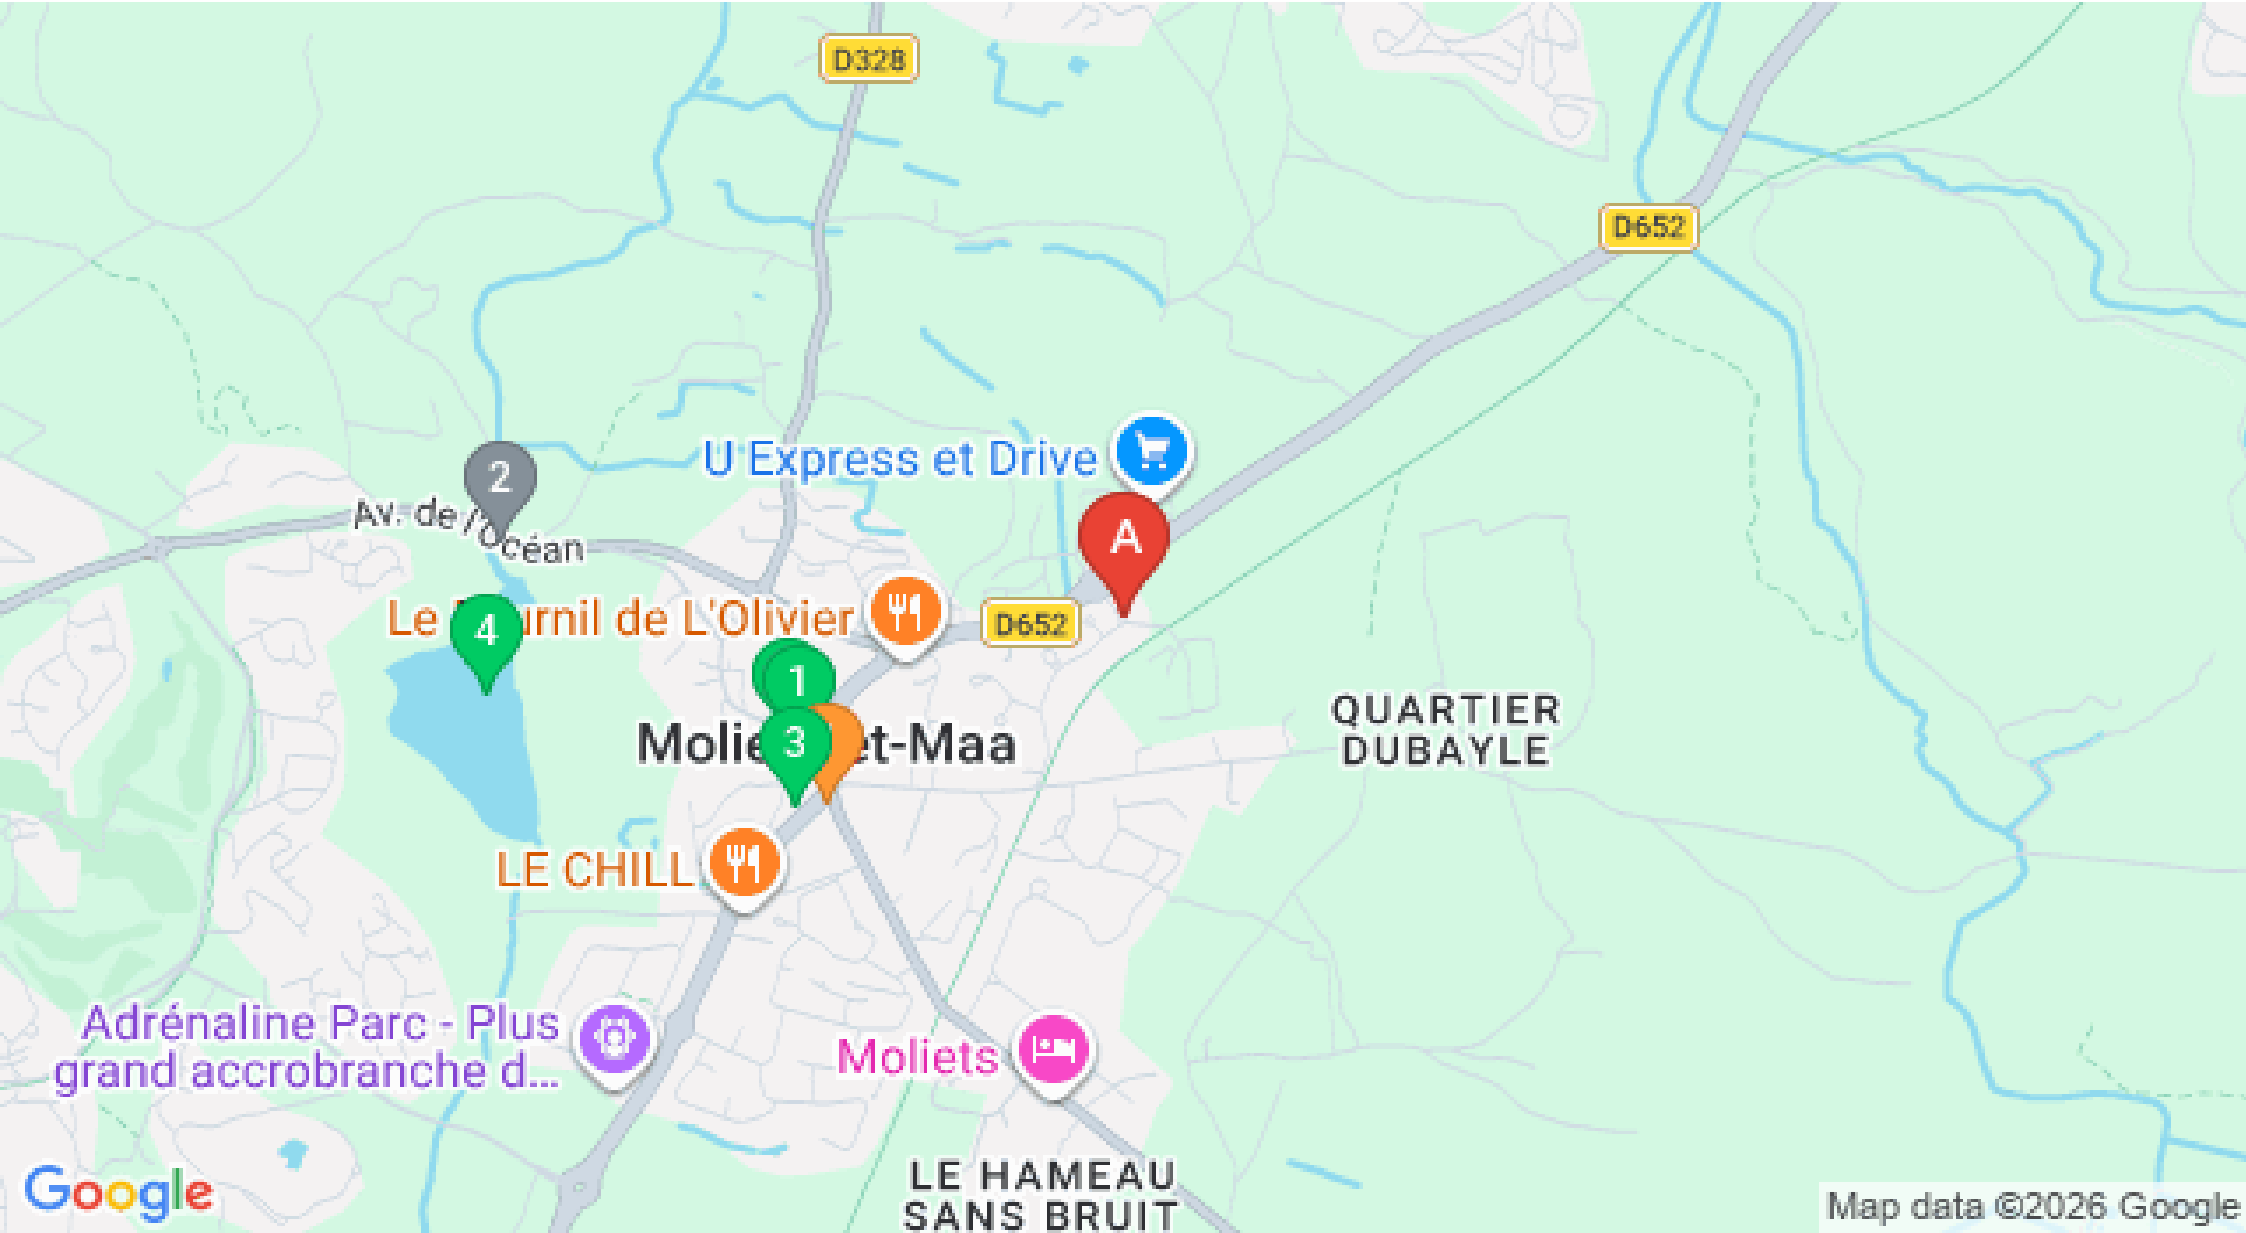 D328
D652
2
U Express et Drive
Av. de l'Océan
A
Le
urnil de L'Olivier
4
D652
1
QUARTIER
DUBAYLE
Molie
3
et-Maa
LE CHILL
Adrénaline Parc - Plus
grand accrobranche d...
Moliets
LE HAMEAU
SANS BRUIT
Google
Map data ©2026 Google